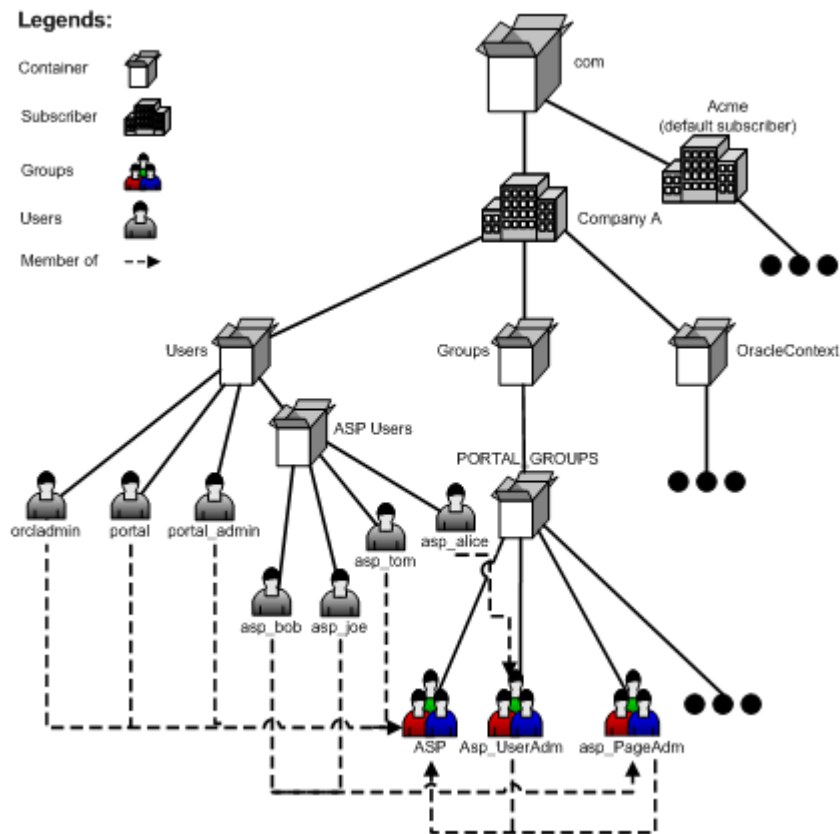 Legends:
Container
Subscriber
Groups
Users
Member of
com
Acme
(default subscriber)
Company A
Users
Groups
OracleContext
ASP Users
PORTAL_GROUPS
orcladmin
portal
portal_admin
asp_tom
asp_alice
asp_bob
asp_joe
ASP
Asp_UserAdm
asp_PageAdm